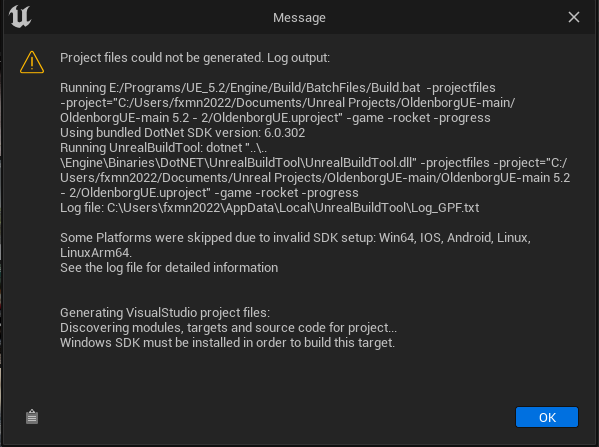 Message
Project files could not be generated. Log output:
Running E:/Programs/UE_5.2/Engine/Build/BatchFiles/Build.bat  -projectfiles
-project="C:/Users/fxmn2022/Documents/Unreal Projects/OldenborgUE-main/
OldenborgUE-main 5.2 - 2/OldenborgUE.uproject" -game -rocket -progress
Using bundled DotNet SDK version: 6.0.302
Running UnrealBuildTool: dotnet "..\..
\Engine\Binaries\DotNET\UnrealBuildTool\UnrealBuildTool.dll" -projectfiles -project="C:/
Users/fxmn2022/Documents/Unreal Projects/OldenborgUE-main/OldenborgUE-main 5.2
- 2/OldenborgUE.uproject" -game -rocket -progress
Log file: C:\Users\fxmn2022\AppData\Local\UnrealBuildTool\Log_GPF.txt
Some Platforms were skipped due to invalid SDK setup: Win64, IOS, Android, Linux,
LinuxArm64.
See the log file for detailed information
Generating VisualStudio project files:
Discovering modules, targets and source code for project...
Windows SDK must be installed in order to build this target.
OK